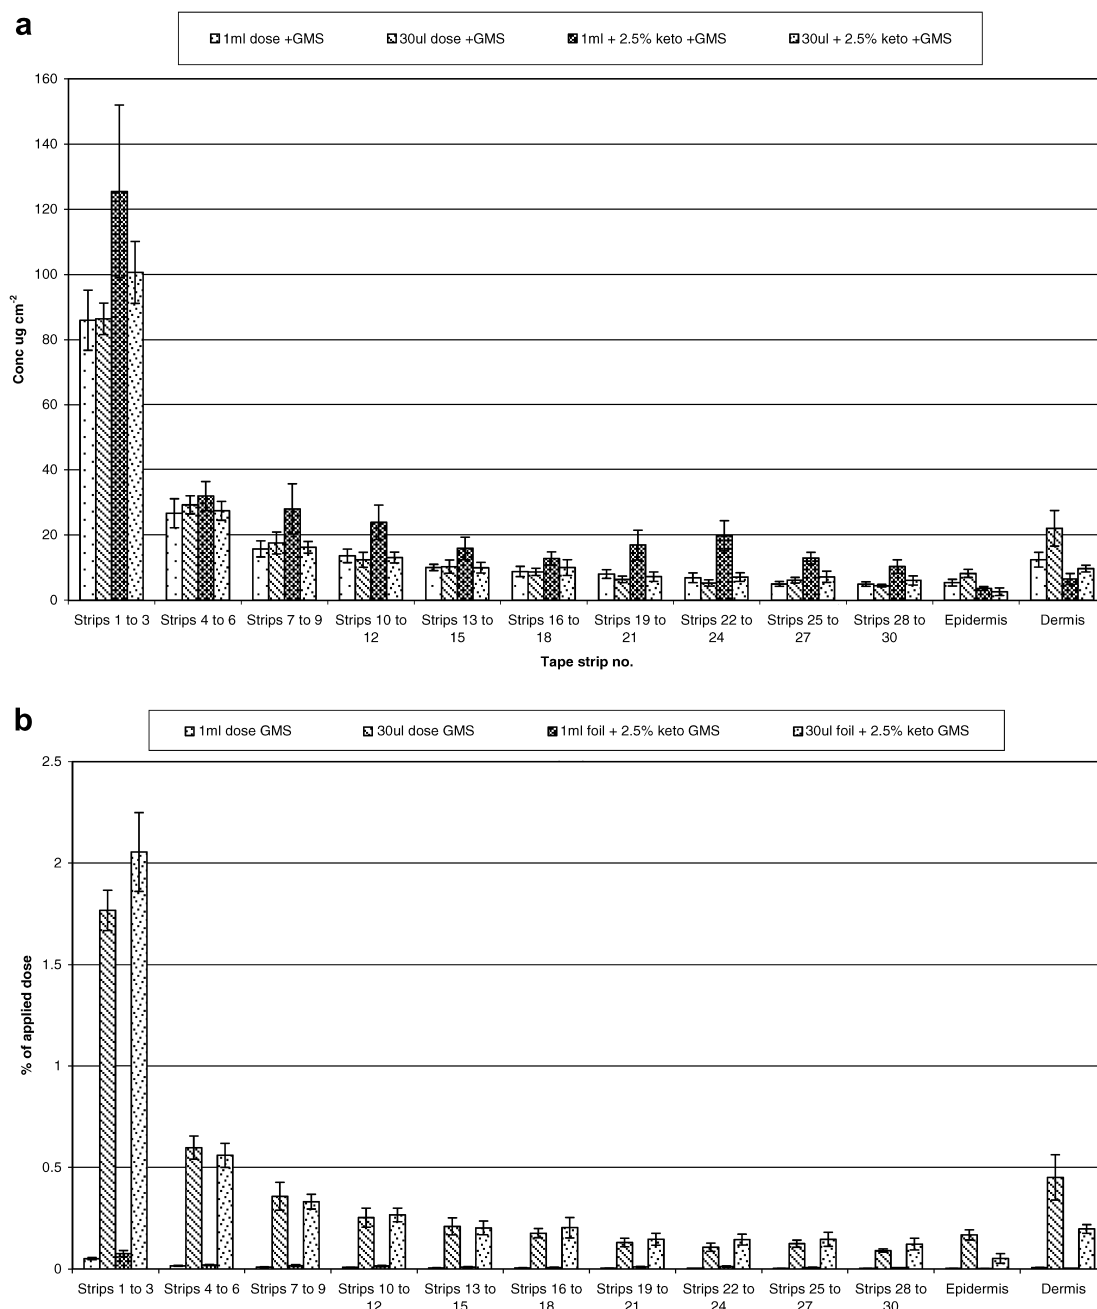 a
1ml dose +GMS 30ul dose +GMS 1ml + 2.5% keto +GMS 30ul + 2.5% keto +GMS
160
140
120
100
80
60
40
20
0
Conc ug cm-2
Strips 1 to 3 Strips 4 to 6 Strips 7 to 9 Strips 10 to 12 Strips 13 to 15 Strips 16 to 18 Strips 19 to 21 Strips 22 to 24 Strips 25 to 27 Strips 28 to 30 Epidermis Dermis
Tape strip no.
b
1ml dose GMS 30ul dose GMS 1ml foil + 2.5% keto GMS 30ul foil + 2.5% keto GMS
2.5
2
1.5
1
0.5
0
% of applied dose
Strips 1 to 3 Strips 4 to 6 Strips 7 to 9 Strips 10 to 12 Strips 13 to 15 Strips 16 to 18 Strips 19 to 21 Strips 22 to 24 Strips 25 to 27 Strips 28 to 30 Epidermis Dermis